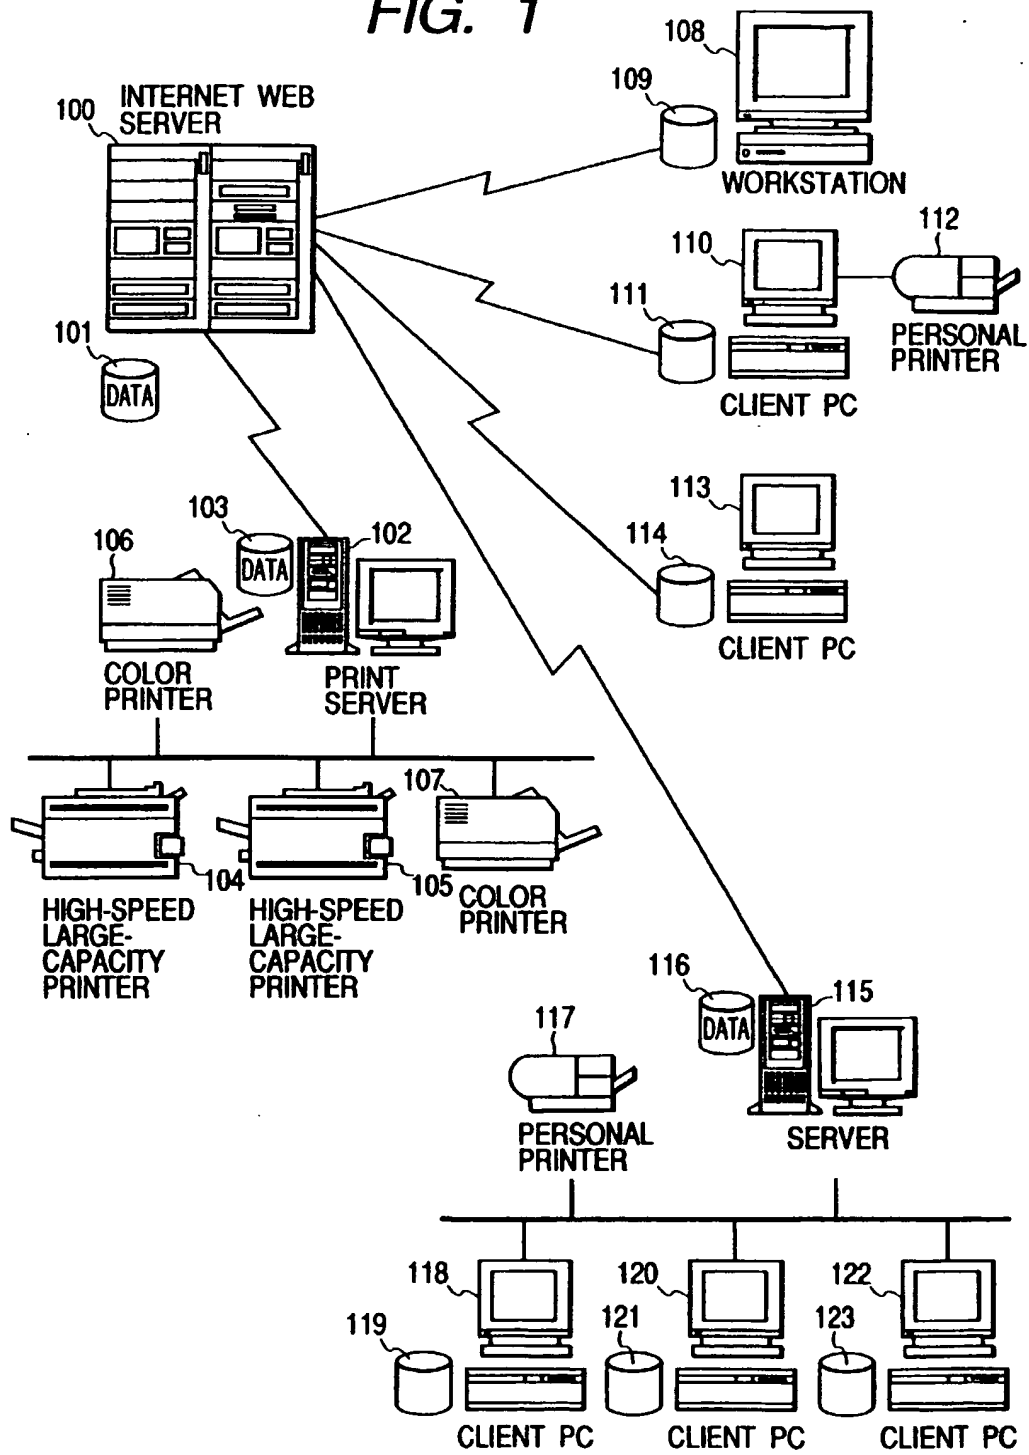 FIG. 1
108
109
INTERNET WEB
SERVER
100
WORKSTATION
112
110
111
PERSONAL
PRINTER
CLIENT PC
101
DATA
113
114
CLIENT PC
103
102
106
DATA
COLOR
PRINTER
PRINT
SERVER
107
104
105
HIGH-SPEED
LARGE-
CAPACITY
PRINTER
HIGH-SPEED
LARGE-
CAPACITY
PRINTER
COLOR
PRINTER
116
115
DATA
117
PERSONAL
PRINTER
SERVER
118
120
122
119
121
123
CLIENT PC
CLIENT PC
CLIENT PC